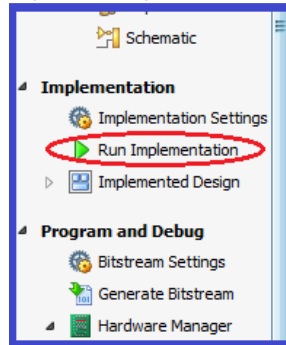 Schematic
Implementation
Implementation Settings
Run Implementation
Implemented Design
Program and Debug
Bitstream Settings
Generate Bitstream
Hardware Manager